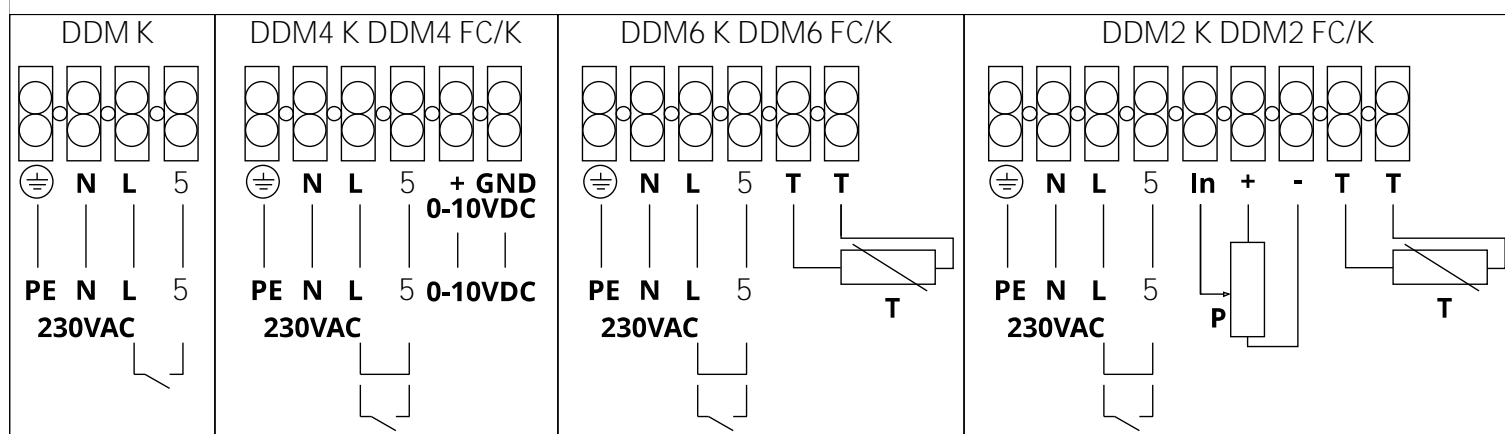 DDM K
DDM4 K DDM4 FC/K
DDM6 K DDM6 FC/K
DDM2 K DDM2 FC/K
N L 5
N L 5 + GND
0-10VDC
N L 5 T T
N L 5 In + - T T
PE N L 5
230VAC
PE N L 5 0-10VDC
230VAC
PE N L 5
230VAC
T
PE N L 5
230VAC
P
T